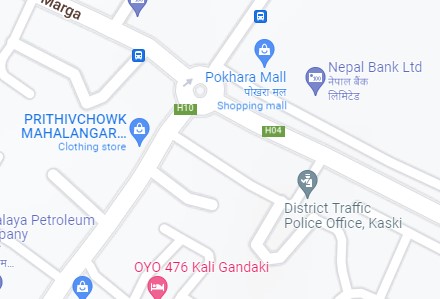 Marga
Pokhara Mall
पोखरा मल
Shopping mall
Nepal Bank Ltd
नेपाल बैंक
लिमिटेड
H10
PRITHIVCHOWK
MAHALANGAR...
Clothing store
H04
District Traffic
Police Office, Kaski
alaya Petroleum
pany
म...
OYO 476 Kali Gandaki